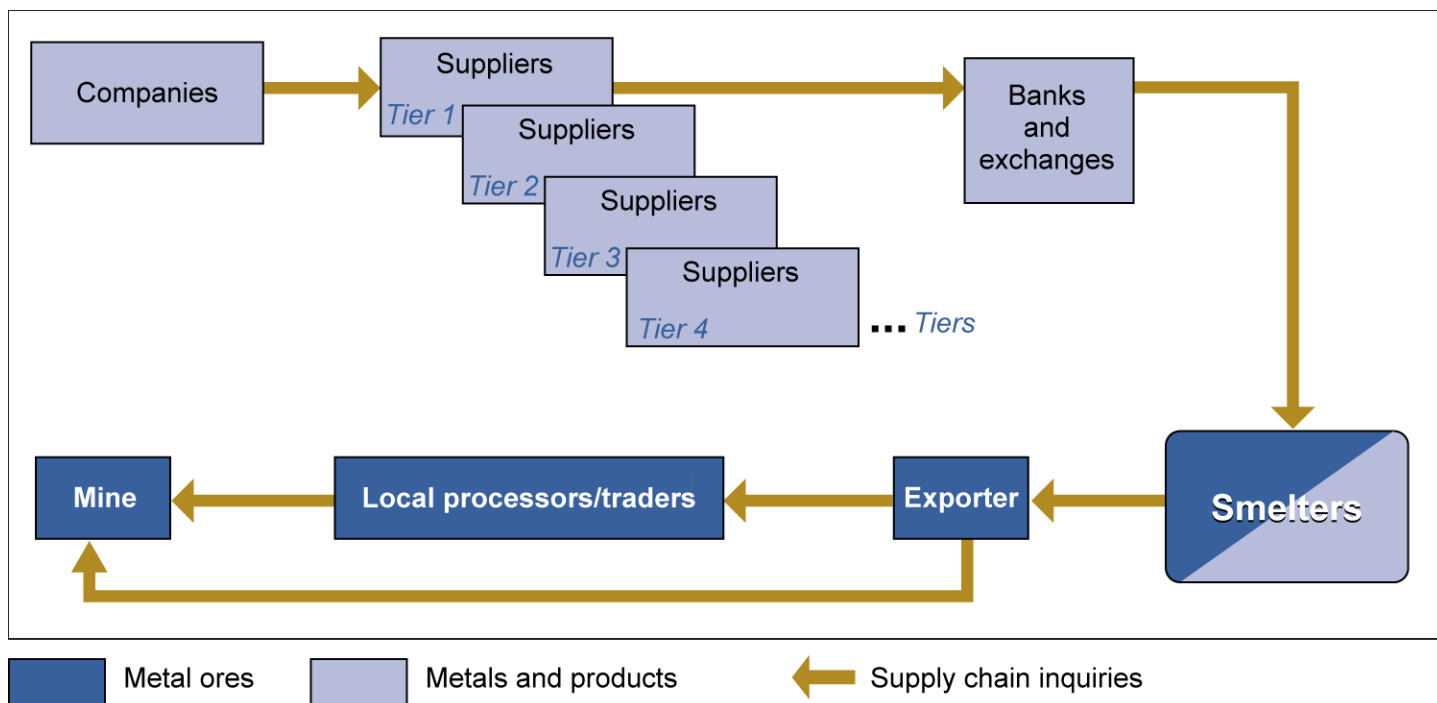 Companies
Suppliers
Tier 1
Suppliers
Tier 2
Suppliers
Tier 3
Suppliers
Tier 4
... Tiers
Banks
and
exchanges
Mine
Local processors/traders
Exporter
Smelters
Metal ores
Metals and products
Supply chain inquiries